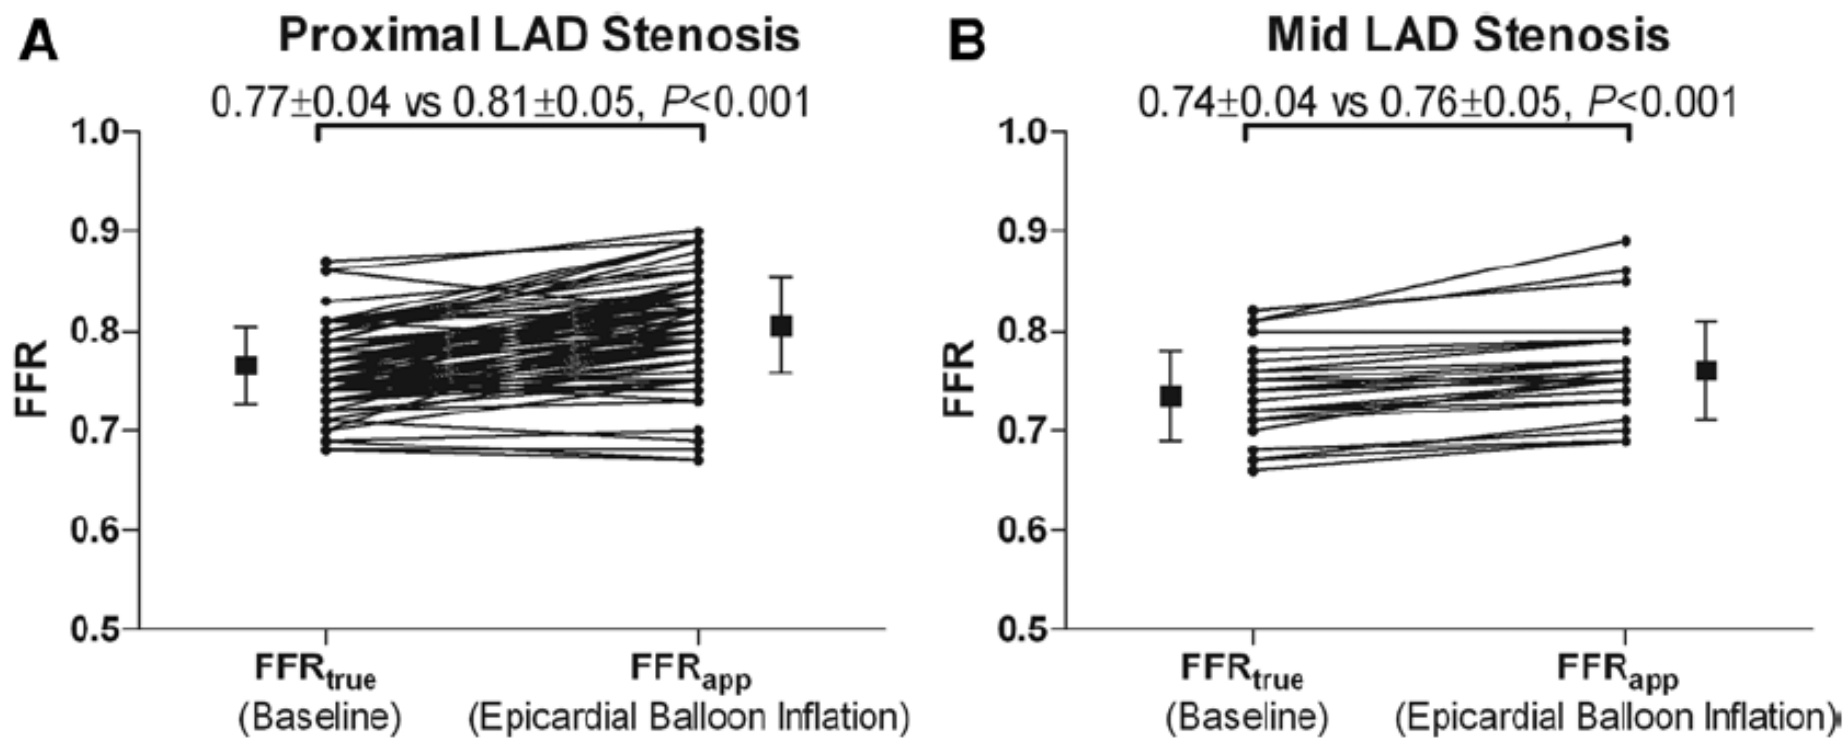 A
Proximal LAD Stenosis
0.77±0.04 vs 0.81±0.05, P<0.001
1.0
0.9
0.8
0.7
0.6
0.5
FFR
FFRtrue
(Baseline)
FFRapp
(Epicardial Balloon Inflation)
B
Mid LAD Stenosis
0.74±0.04 vs 0.76±0.05, P<0.001
1.0
0.9
0.8
0.7
0.6
0.5
FFR
FFRtrue
(Baseline)
FFRapp
(Epicardial Balloon Inflation)